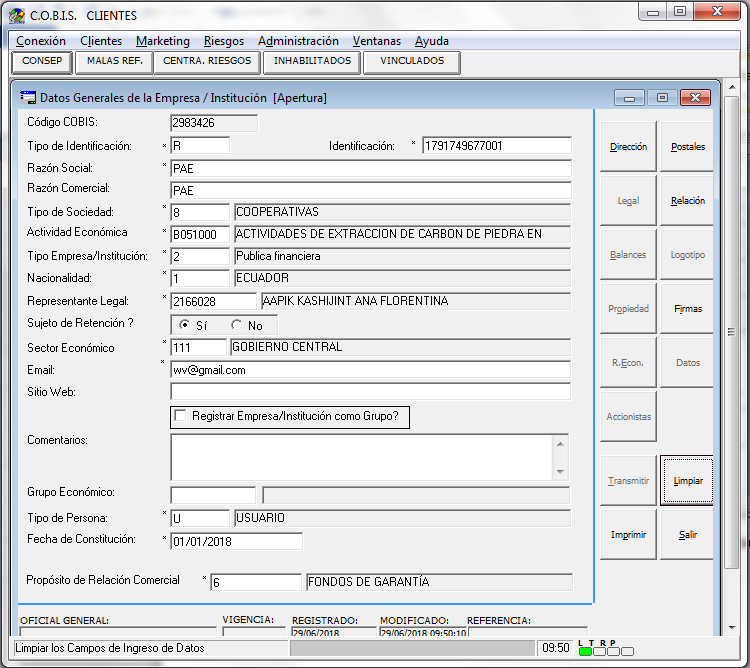 C.O.B.I.S.   CLIENTES
Conexión Clientes Marketing Riesgos Administración Ventanas Ayuda
CONSEP MALAS REF. CENTRA. RIESGOS INHABILITADOS VINCULADOS
Datos Generales de la Empresa / Institución  [Apertura]
Código COBIS: 2983426
Tipo de Identificación: * R Identificación: * 1791749677001
Razón Social: * PAE
Razón Comercial: PAE
Tipo de Sociedad: * 8 COOPERATIVAS
Actividad Económica * B051000 ACTIVIDADES DE EXTRACCION DE CARBON DE PIEDRA EN
Tipo Empresa/Institución: * 2 Publica financiera
Nacionalidad: * 1 ECUADOR
Representante Legal: * 2166028 AAPIK KASHIJINT ANA FLORENTINA
Sujeto de Retención ? Sí No
Sector Económico * 111 GOBIERNO CENTRAL
Email: * wv@gmail.com
Sitio Web:
Registrar Empresa/Institución como Grupo?
Comentarios:
Grupo Económico:
Tipo de Persona: * U USUARIO
Fecha de Constitución: * 01/01/2018
Propósito de Relación Comercial * 6 FONDOS DE GARANTÍA
Dirección Postales
Legal Relación
Balances Logotipo
Propiedad Firmas
R.Econ. Datos
Accionistas
Transmitir Limpiar
Imprimir Salir
OFICIAL GENERAL: VIGENCIA: REGISTRADO: MODIFICADO: REFERENCIA:
29/06/2018 29/06/2018 09:50:10
Limpiar los Campos de Ingreso de Datos 09:50 L T R P